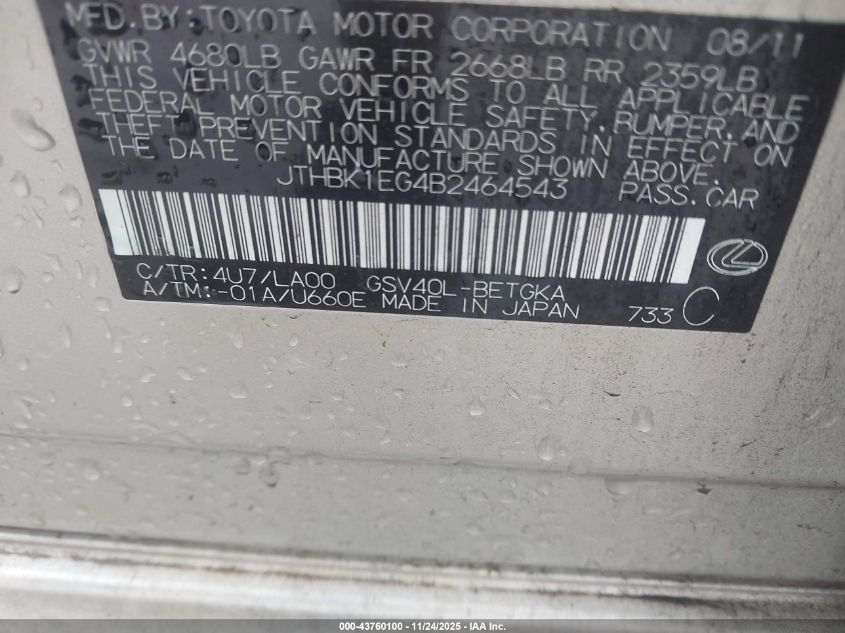 MFD. BY: TOYOTA MOTOR CORPORATION 08/11
GVWR 4680LB GAWR FR 2668LB RR 2359LB
THIS VEHICLE CONFORMS TO ALL APPLICABLE
FEDERAL MOTOR VEHICLE SAFETY, BUMPER, AND
THEFT PREVENTION STANDARDS IN EFFECT ON
THE DATE OF MANUFACTURE SHOWN ABOVE.
JTHBK1EG4B2464543 PASS. CAR
C/TR: 4U7/LA00 GSV40L-BETGKA
A/TM: -01A/U660E MADE IN JAPAN 733 C
000-43760100 - 11/24/2025 - IAA Inc.